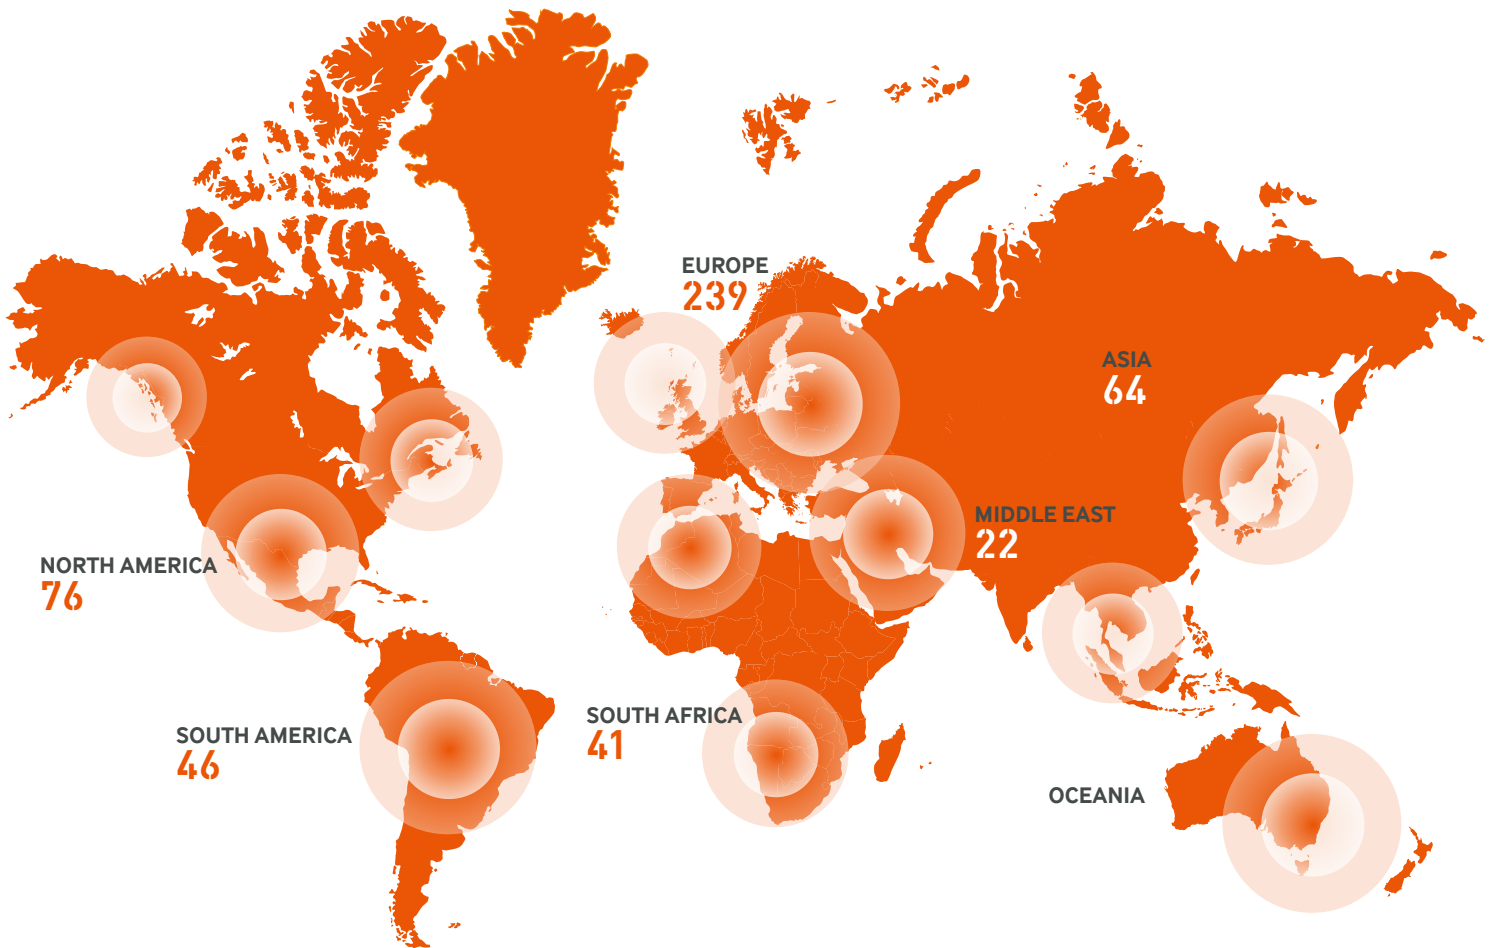 EUROPE
239
ASIA
64
MIDDLE EAST
22
NORTH AMERICA
76
SOUTH AMERICA
46
SOUTH AFRICA
41
OCEANIA